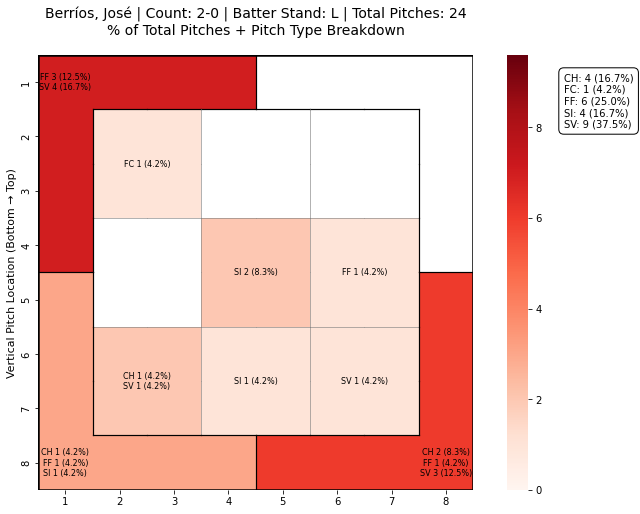 Berríos, José | Count: 2-0 | Batter Stand: L | Total Pitches: 24
% of Total Pitches + Pitch Type Breakdown
Vertical Pitch Location (Bottom → Top)
1
2
3
4
5
6
7
8
FF 3 (12.5%)
SV 4 (16.7%)
FC 1 (4.2%)
SI 2 (8.3%)
FF 1 (4.2%)
CH 1 (4.2%)
SV 1 (4.2%)
SI 1 (4.2%)
SV 1 (4.2%)
CH 1 (4.2%)
FF 1 (4.2%)
SI 1 (4.2%)
CH 2 (8.3%)
FF 1 (4.2%)
SV 3 (12.5%)
1
2
3
4
5
6
7
8
8
6
4
2
0
CH: 4 (16.7%)
FC: 1 (4.2%)
FF: 6 (25.0%)
SI: 4 (16.7%)
SV: 9 (37.5%)